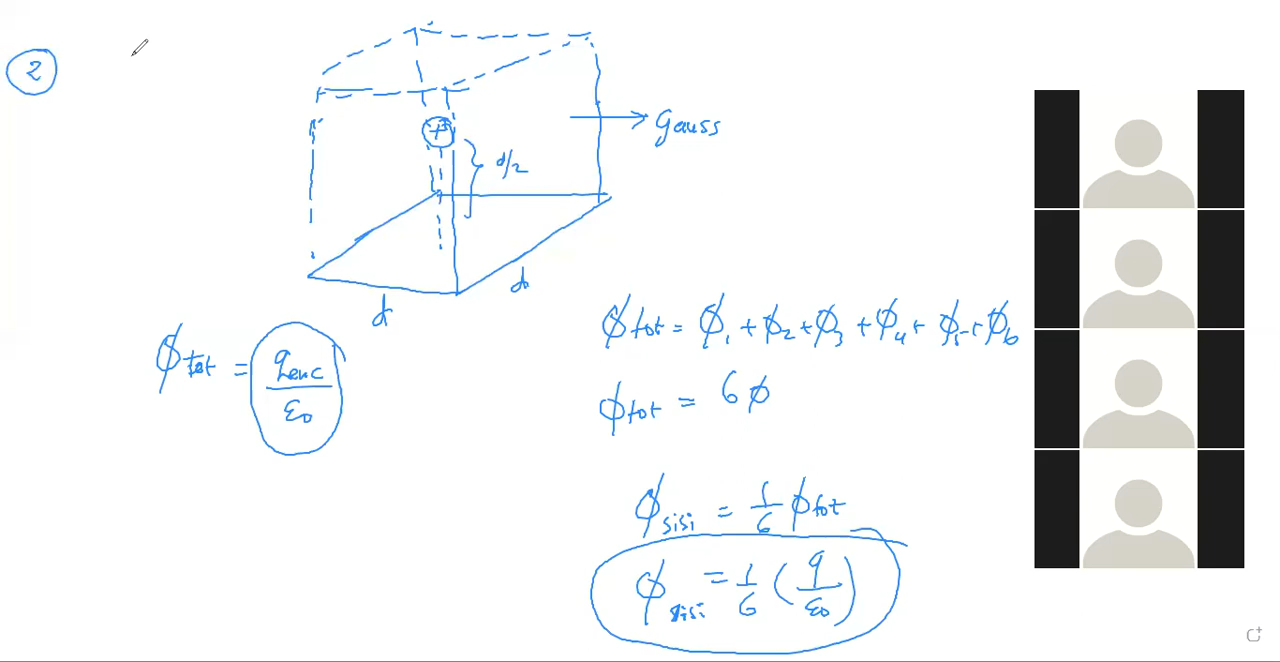 2
+
Gauss
d/2
d
d
ϕtot = qenc/ε0
ϕtot = ϕ1 + ϕ2 + ϕ3 + ϕ4 + ϕ5 + ϕ6
ϕtot = 6ϕ
ϕsisi = 1/6 ϕtot
ϕsisi = 1/6 (q/ε0)